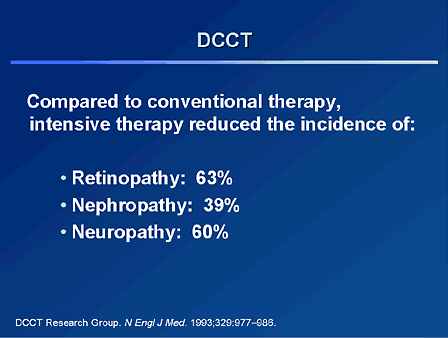 DCCT
Compared to conventional therapy,
intensive therapy reduced the incidence of:
• Retinopathy: 63%
• Nephropathy: 39%
• Neuropathy: 60%
DCCT Research Group. N Engl J Med. 1993;329:977–986.